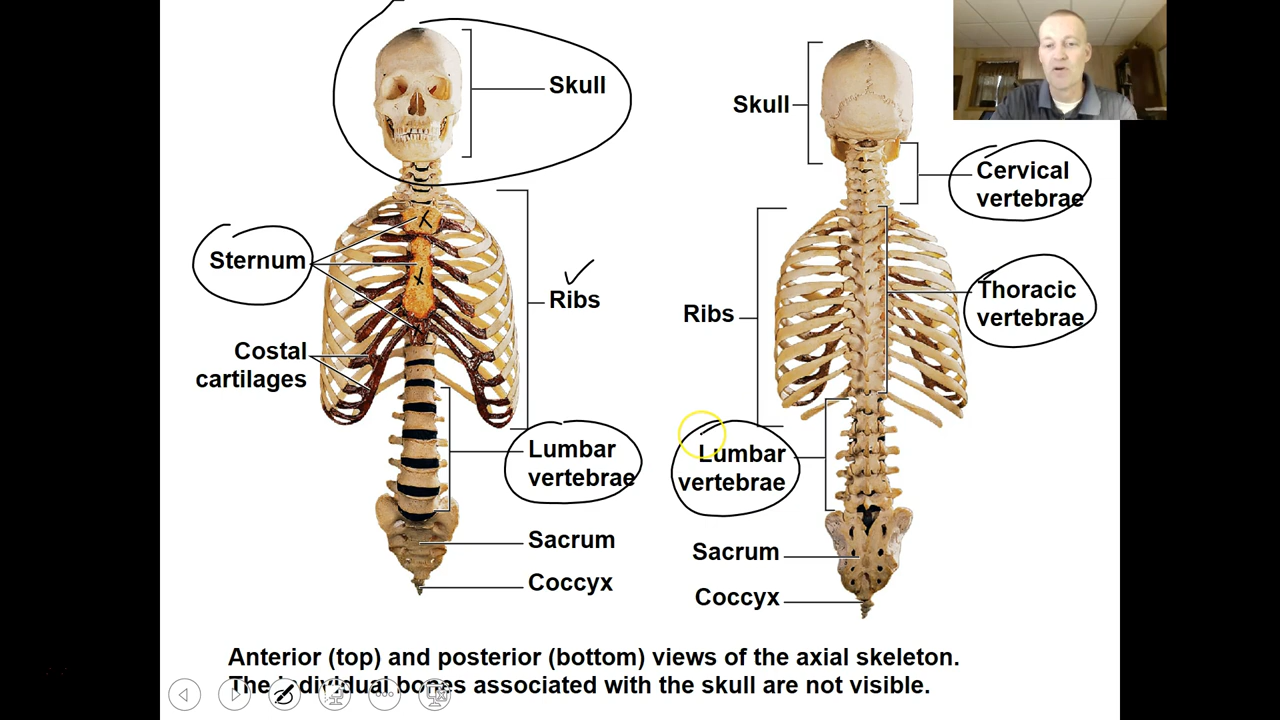 Skull
Sternum
Ribs
Costal
cartilages
Lumbar
vertebrae
Sacrum
Coccyx
Skull
Cervical
vertebrae
Thoracic
vertebrae
Ribs
Lumbar
vertebrae
Sacrum
Coccyx
Anterior (top) and posterior (bottom) views of the axial skeleton.
The individual bones associated with the skull are not visible.